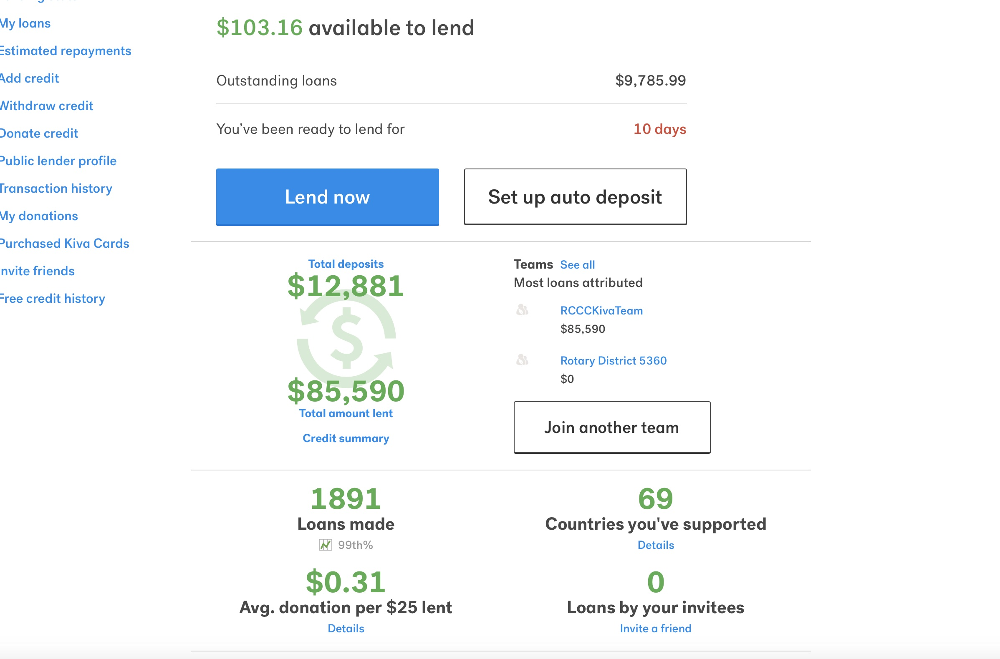 My loans
Estimated repayments
Add credit
Withdraw credit
Donate credit
Public lender profile
Transaction history
My donations
Purchased Kiva Cards
Invite friends
Free credit history
$103.16 available to lend
Outstanding loans $9,785.99
You've been ready to lend for 10 days
Lend now
Set up auto deposit
Total deposits
$12,881
$
$85,590
Total amount lent
Credit summary
Teams See all
Most loans attributed
RCCCKivaTeam
$85,590
Rotary District 5360
$0
Join another team
1891
Loans made
99th%
69
Countries you've supported
Details
$0.31
Avg. donation per $25 lent
Details
0
Loans by your invitees
Invite a friend